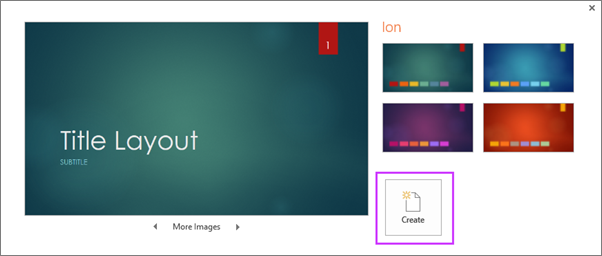 Ion
1
Title Layout
SUBTITLE
More Images
Create